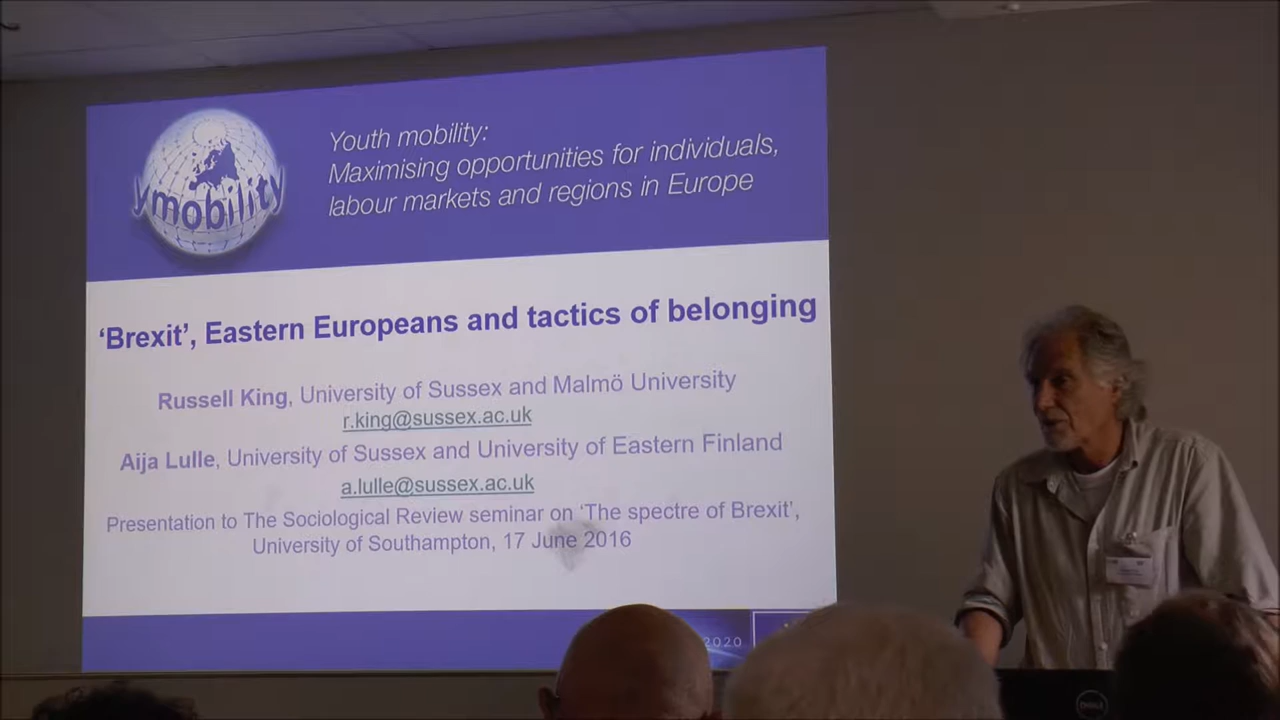 ymobility
Youth mobility:
Maximising opportunities for individuals,
labour markets and regions in Europe
‘Brexit’, Eastern Europeans and tactics of belonging
Russell King, University of Sussex and Malmö University
r.king@sussex.ac.uk
Aija Lulle, University of Sussex and University of Eastern Finland
a.lulle@sussex.ac.uk
Presentation to The Sociological Review seminar on ‘The spectre of Brexit’,
University of Southampton, 17 June 2016
2020
DELL